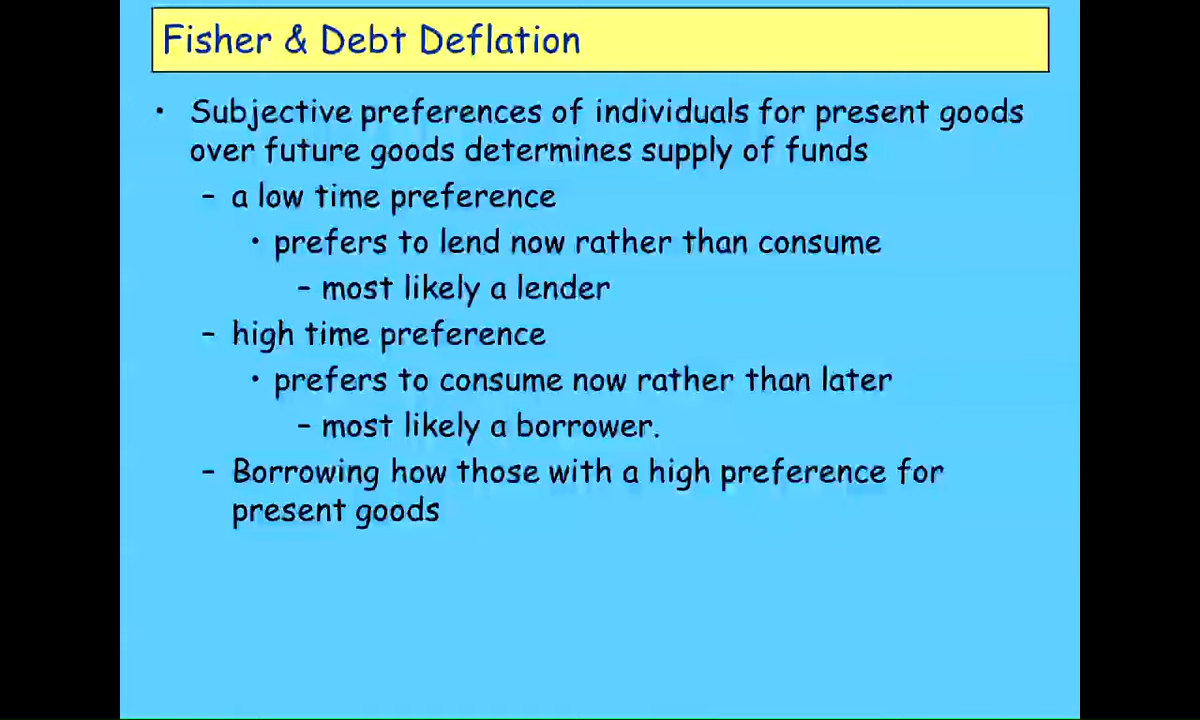 Fisher & Debt Deflation
• Subjective preferences of individuals for present goods
over future goods determines supply of funds
– a low time preference
• prefers to lend now rather than consume
– most likely a lender
– high time preference
• prefers to consume now rather than later
– most likely a borrower.
– Borrowing how those with a high preference for
present goods